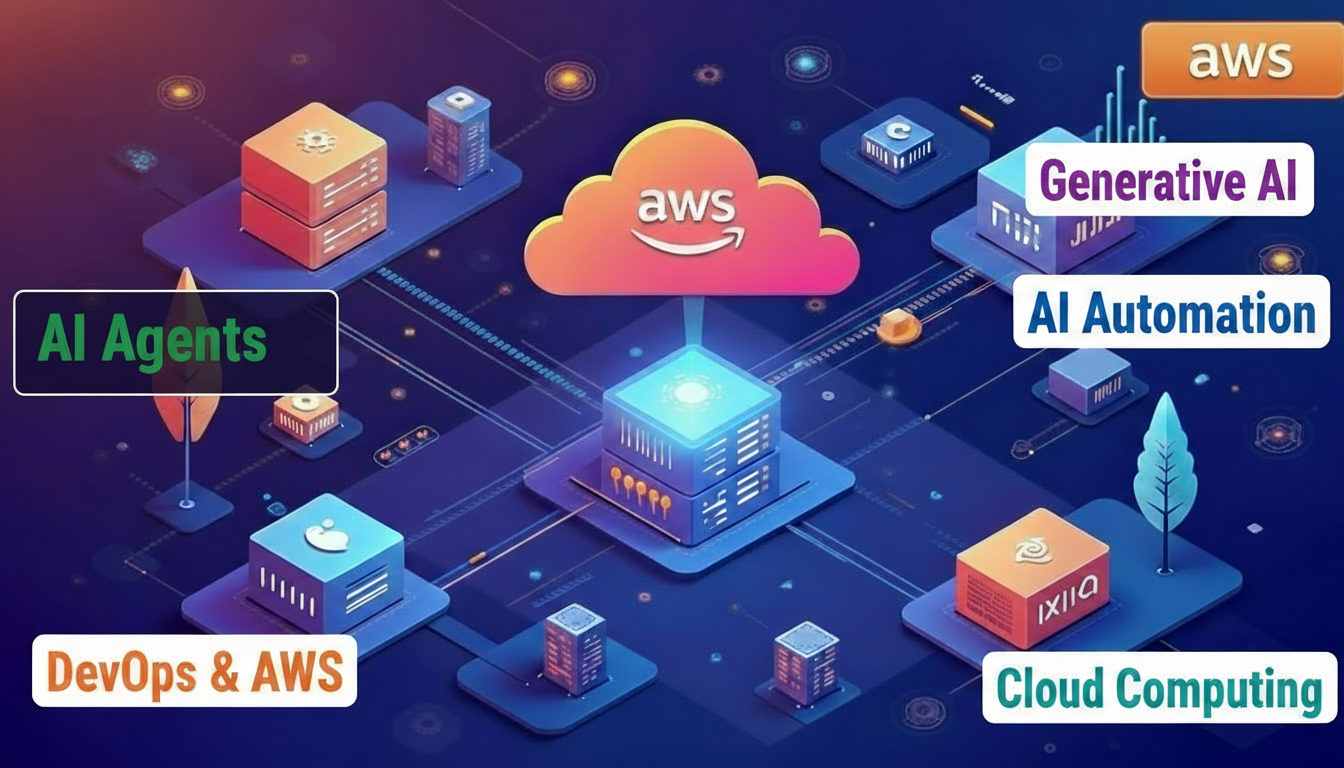 aws
aws
Generative AI
AI Automation
AI Agents
DevOps & AWS
Cloud Computing